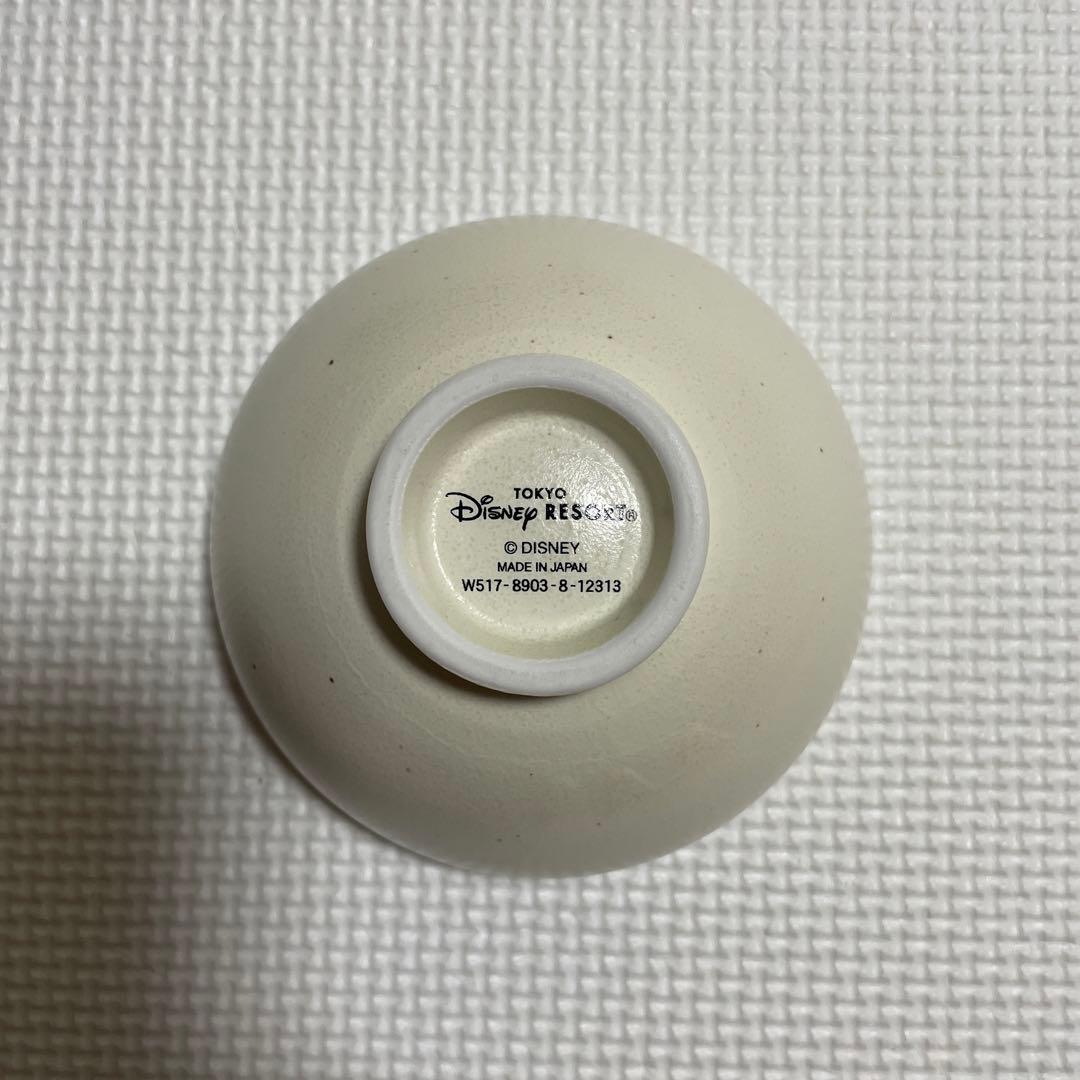 TOKYO
Disney RESORT®
© DISNEY
MADE IN JAPAN
W517-8903-8-12313